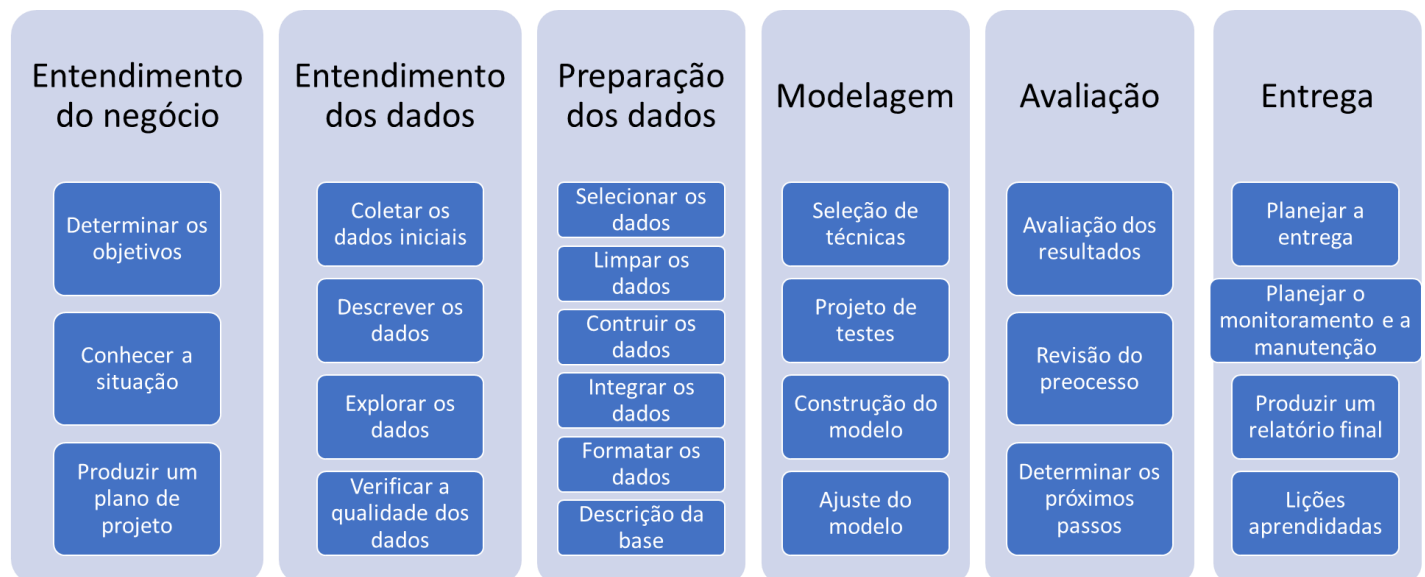 Entendimento
do negócio
Determinar os
objetivos
Conhecer a
situação
Produzir um
plano de
projeto
Entendimento
dos dados
Coletar os
dados iniciais
Descrever os
dados
Explorar os
dados
Verificar a
qualidade dos
dados
Preparação
dos dados
Selecionar os
dados
Limpar os
dados
Contruir os
dados
Integrar os
dados
Formatar os
dados
Descrição da
base
Modelagem
Seleção de
técnicas
Projeto de
testes
Construção do
modelo
Ajuste do
modelo
Avaliação
Avaliação dos
resultados
Revisão do
preocesso
Determinar os
próximos
passos
Entrega
Planejar a
entrega
Planejar o
monitoramento e a
manutenção
Produzir um
relatório final
Lições
aprendidadas